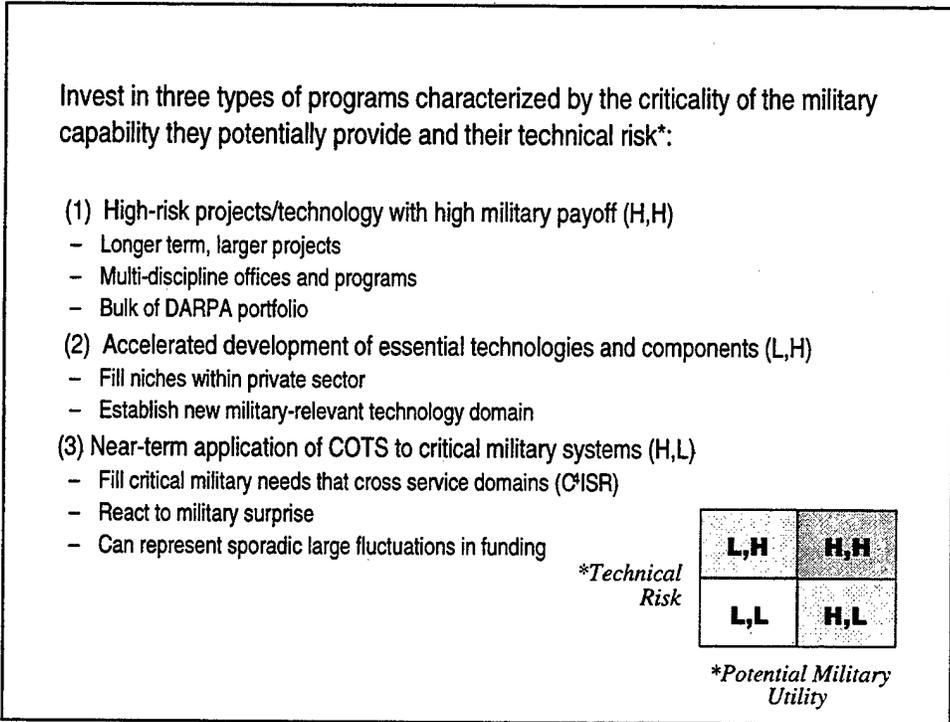 Invest in three types of programs characterized by the criticality of the military
capability they potentially provide and their technical risk*:
(1) High-risk projects/technology with high military payoff (H,H)
– Longer term, larger projects
– Multi-discipline offices and programs
– Bulk of DARPA portfolio
(2) Accelerated development of essential technologies and components (L,H)
– Fill niches within private sector
– Establish new military-relevant technology domain
(3) Near-term application of COTS to critical military systems (H,L)
– Fill critical military needs that cross service domains (C⁴ISR)
– React to military surprise
– Can represent sporadic large fluctuations in funding
*Technical
Risk
L,H H,H
L,L H,L
*Potential Military
Utility